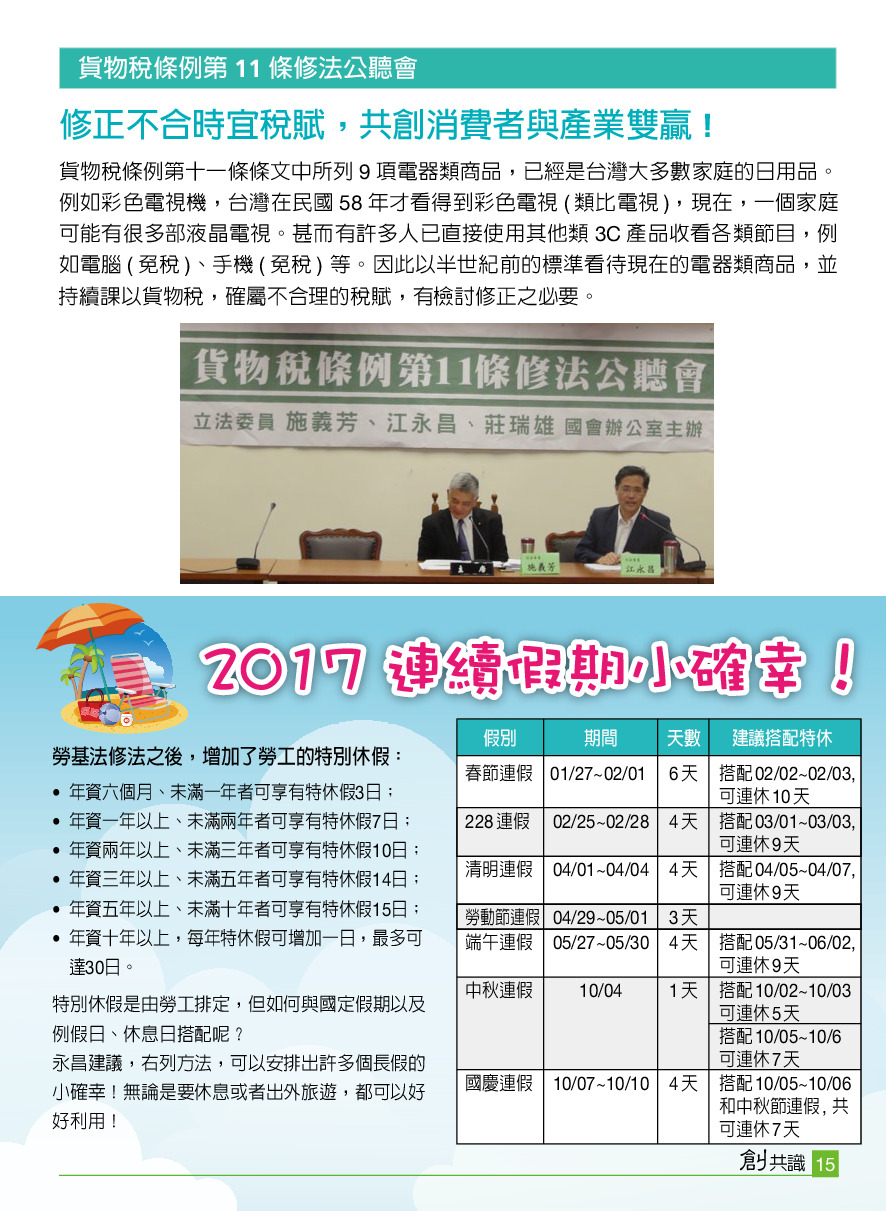 貨物稅條例第 11 條修法公聽會
修正不合時宜稅賦，共創消費者與產業雙贏！
貨物稅條例第十一條條文中所列 9 項電器類商品，已經是台灣大多數家庭的日用品。
例如彩色電視機，台灣在民國 58 年才看得到彩色電視 ( 類比電視 )，現在，一個家庭
可能有很多部液晶電視。甚而有許多人已直接使用其他類 3C 產品收看各類節目，例
如電腦 ( 免稅 )、手機 ( 免稅 ) 等。因此以半世紀前的標準看待現在的電器類商品，並
持續課以貨物稅，確屬不合理的稅賦，有檢討修正之必要。
貨物稅條例第11條修法公聽會
立法委員 施義芳、江永昌、莊瑞雄 國會辦公室主辦
主 席
施義芳
江永昌
2017 連續假期小確幸！
勞基法修法之後，增加了勞工的特別休假：
• 年資六個月、未滿一年者可享有特休假3日；
• 年資一年以上、未滿兩年者可享有特休假7日；
• 年資兩年以上、未滿三年者可享有特休假10日；
• 年資三年以上、未滿五年者可享有特休假14日；
• 年資五年以上、未滿十年者可享有特休假15日；
• 年資十年以上，每年特休假可增加一日，最多可
達30日。
特別休假是由勞工排定，但如何與國定假期以及
例假日、休息日搭配呢？
永昌建議，右列方法，可以安排出許多個長假的
小確幸！無論是要休息或者出外旅遊，都可以好
好利用！
假別 期間 天數 建議搭配特休
春節連假 01/27~02/01 6天 搭配02/02~02/03,
可連休10天
228連假 02/25~02/28 4天 搭配03/01~03/03,
可連休9天
清明連假 04/01~04/04 4天 搭配04/05~04/07,
可連休9天
勞動節連假 04/29~05/01 3天
端午連假 05/27~05/30 4天 搭配05/31~06/02,
可連休9天
中秋連假 10/04 1天 搭配10/02~10/03
可連休5天
搭配10/05~10/6
可連休7天
國慶連假 10/07~10/10 4天 搭配10/05~10/06
和中秋節連假, 共
可連休7天
創共識 15